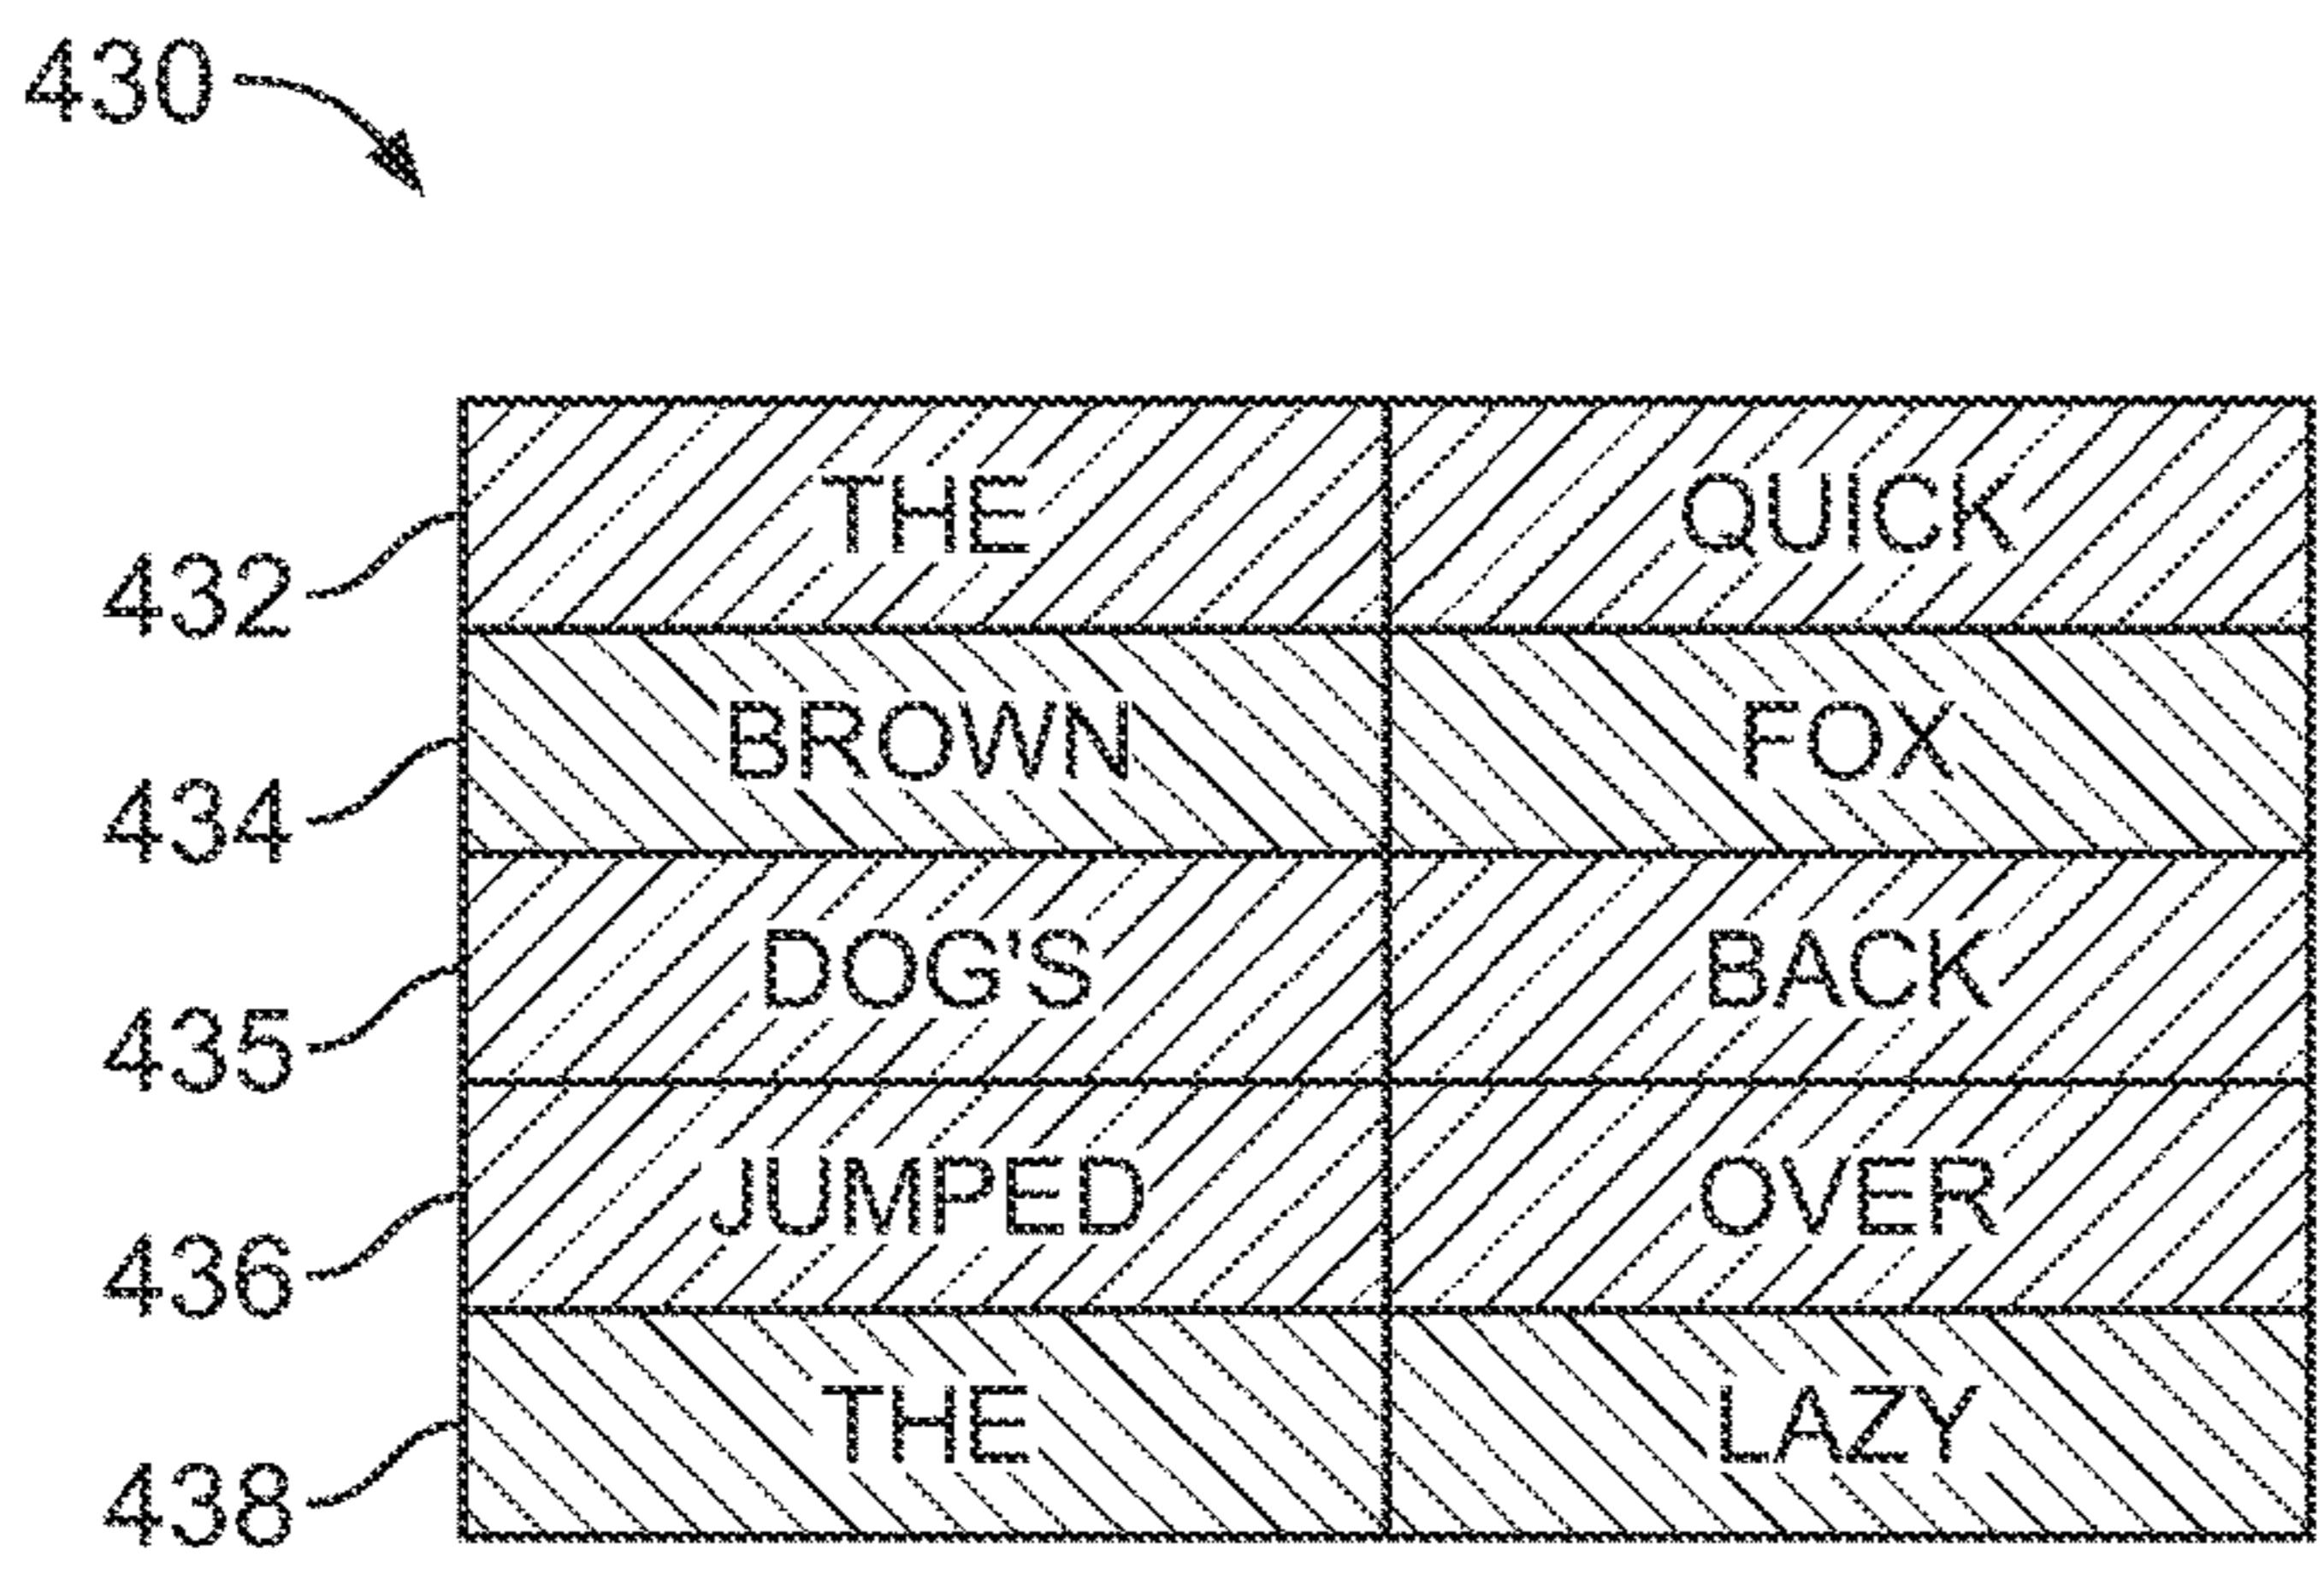 430
432 THE QUICK
434 BROWN FOX
435 DOG'S BACK
436 JUMPED OVER
438 THE LAZY